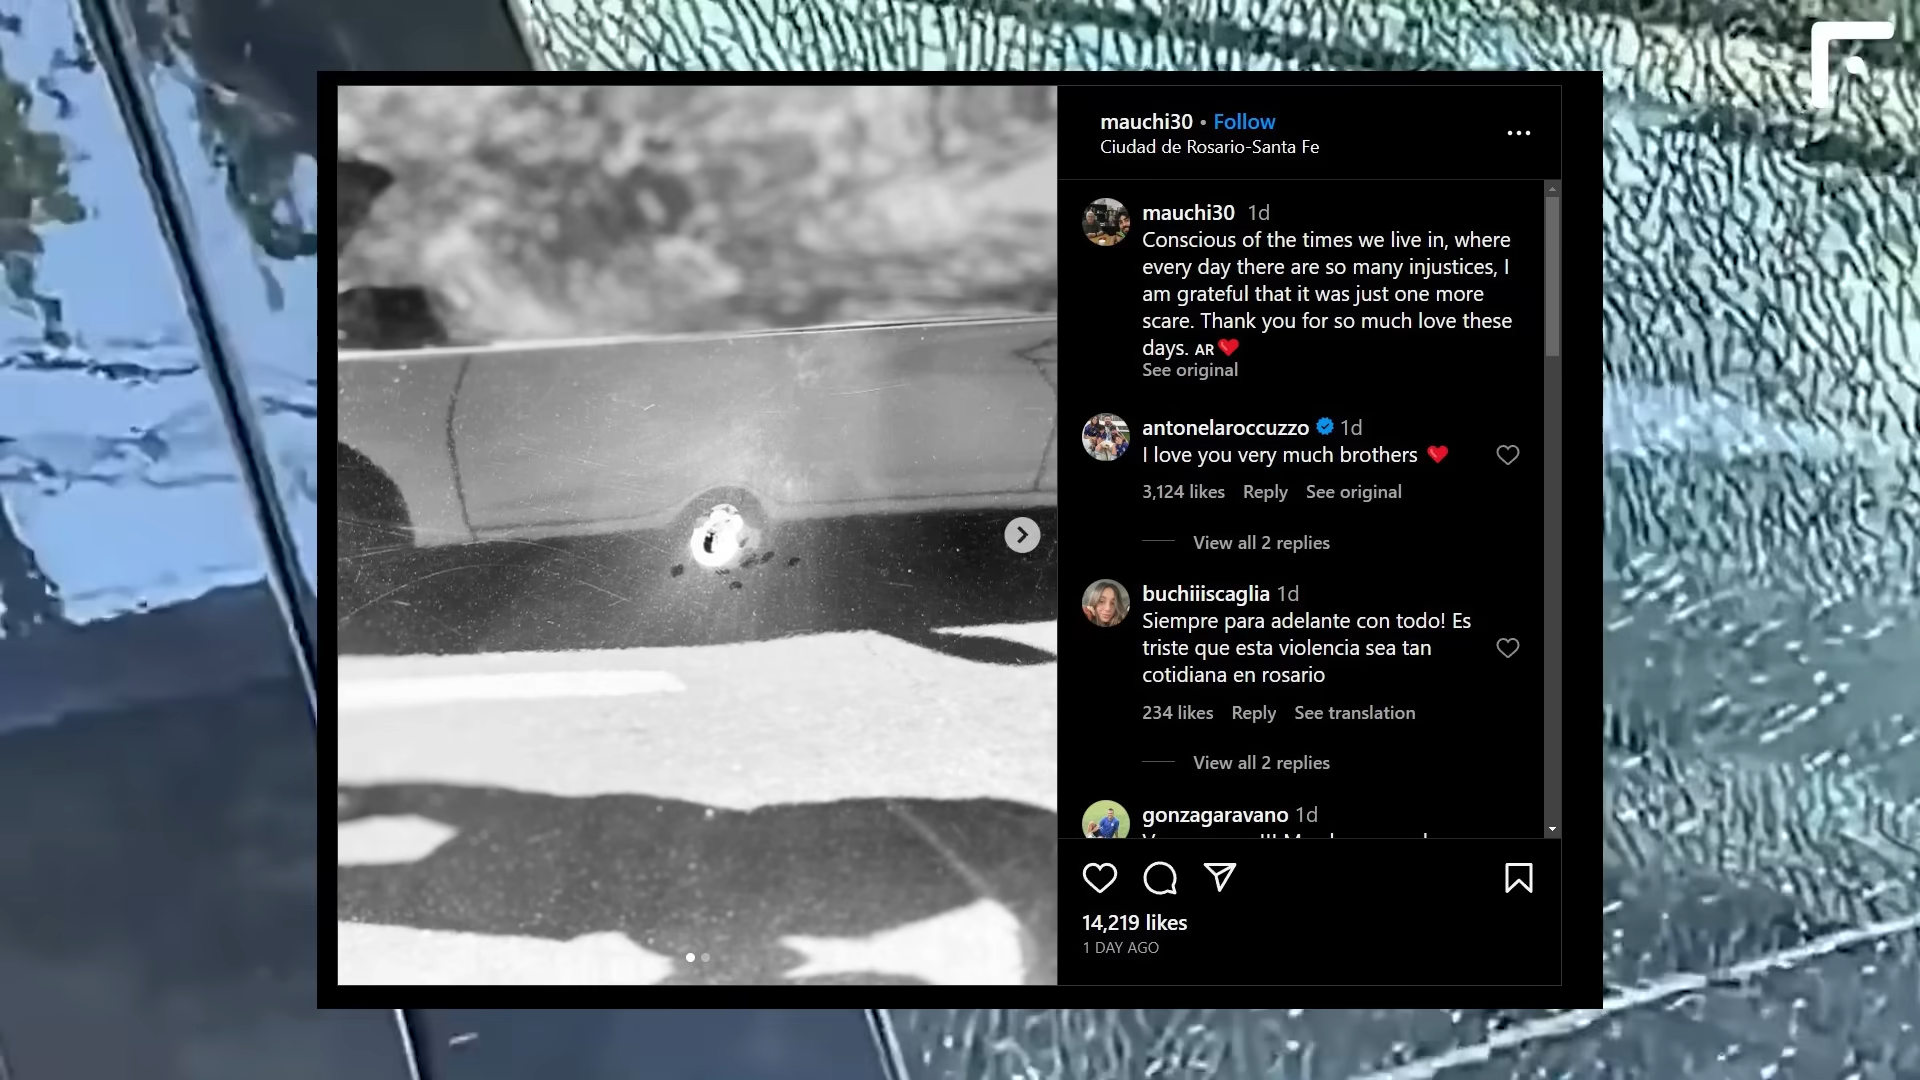 mauchi30 • Follow
Ciudad de Rosario-Santa Fe
mauchi30 1d
Conscious of the times we live in, where
every day there are so many injustices, I
am grateful that it was just one more
scare. Thank you for so much love these
days. AR❤️
See original
antonelaroccuzzo 1d
I love you very much brothers ❤️
3,124 likes Reply See original
View all 2 replies
buchiiiscaglia 1d
Siempre para adelante con todo! Es
triste que esta violencia sea tan
cotidiana en rosario
234 likes Reply See translation
View all 2 replies
gonzagaravano 1d
14,219 likes
1 DAY AGO